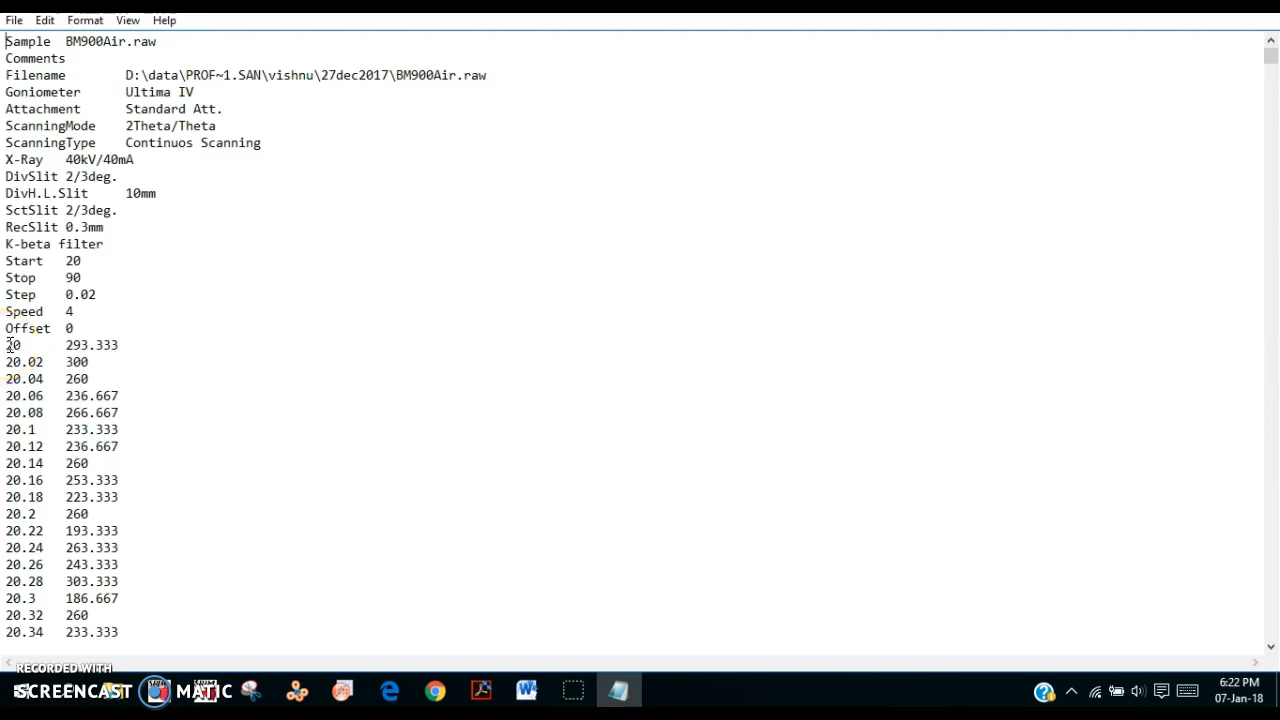 File Edit Format View Help
Sample BM900Air.raw
Comments
Filename D:\data\PROF~1.SAN\vishnu\27dec2017\BM900Air.raw
Goniometer Ultima IV
Attachment Standard Att.
ScanningMode 2Theta/Theta
ScanningType Continuos Scanning
X-Ray 40kV/40mA
DivSlit 2/3deg.
DivH.L.Slit 10mm
SctSlit 2/3deg.
RecSlit 0.3mm
K-beta filter
Start 20
Stop 90
Step 0.02
Speed 4
Offset 0
20 293.333
20.02 300
20.04 260
20.06 236.667
20.08 266.667
20.1 233.333
20.12 236.667
20.14 260
20.16 253.333
20.18 223.333
20.2 260
20.22 193.333
20.24 263.333
20.26 243.333
20.28 303.333
20.3 186.667
20.32 260
20.34 233.333
RECORDED WITH
SCREENCAST MATIC
6:22 PM
07-Jan-18